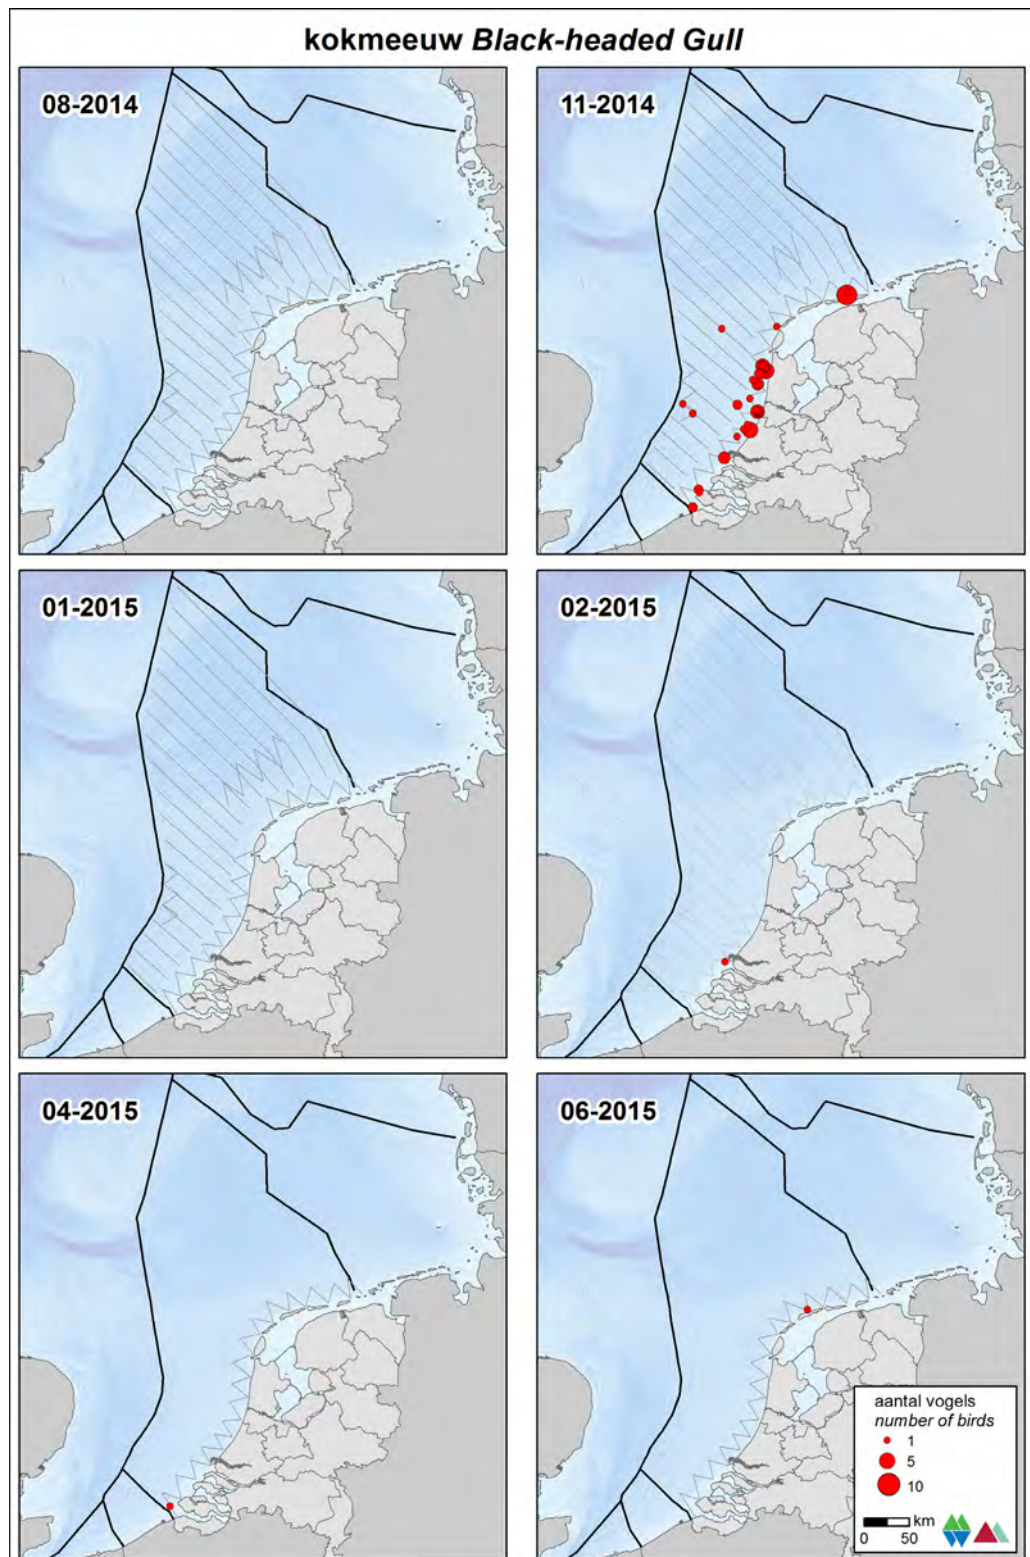 kokmeeuw Black-headed Gull
08-2014
11-2014
01-2015
02-2015
04-2015
06-2015
aantal vogels
number of birds
1
5
10
km
0 50